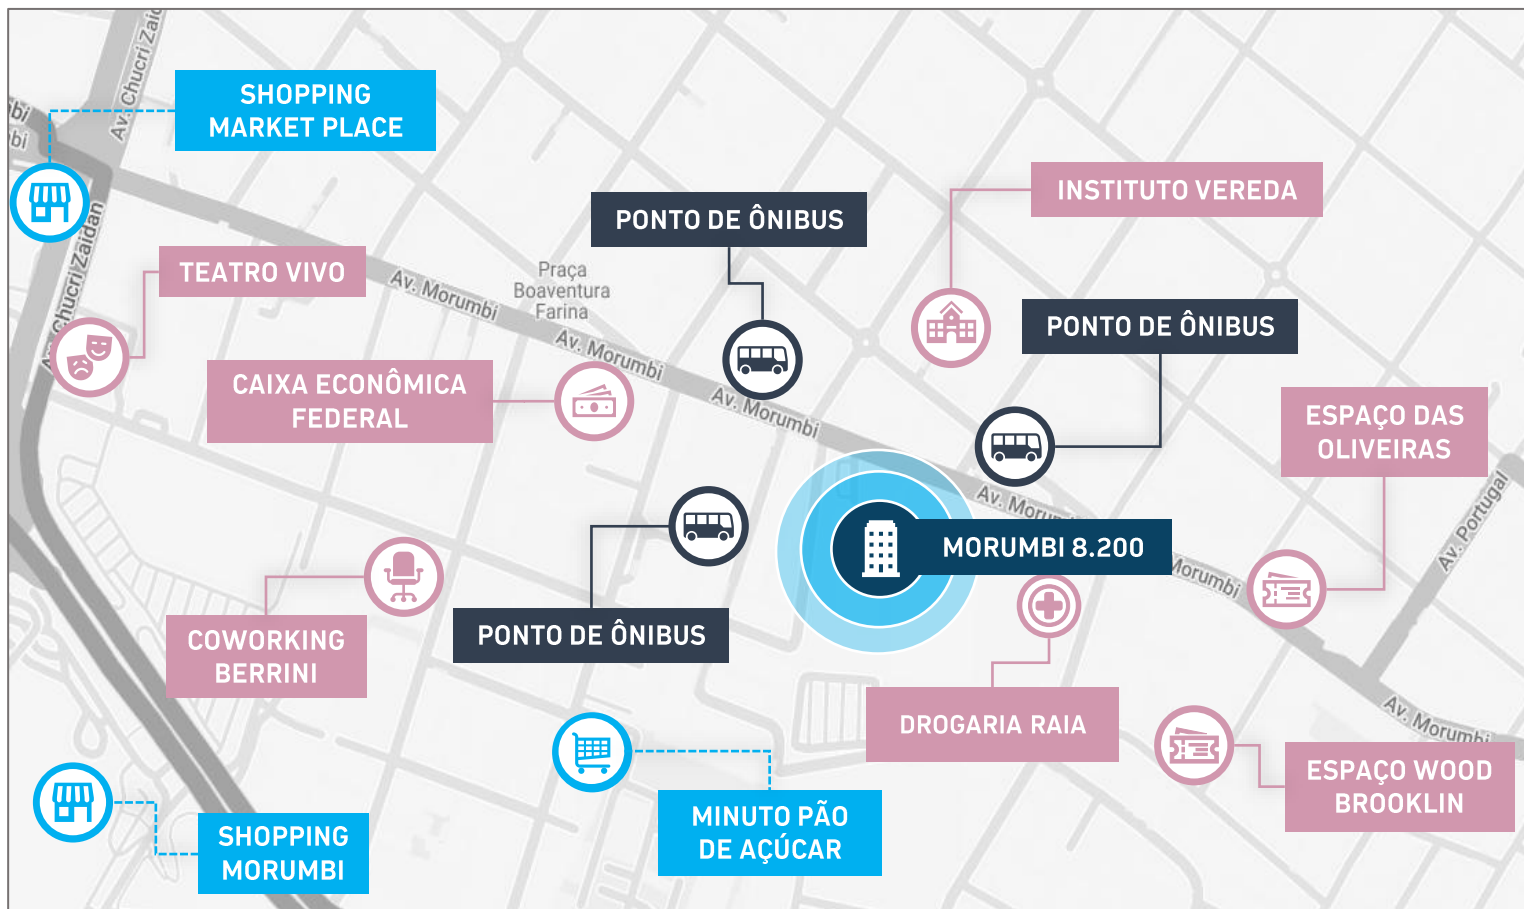 Av. Chucri Zaidan
SHOPPING
MARKET PLACE
Av. Chucri Zaidan
TEATRO VIVO
PONTO DE ÔNIBUS
INSTITUTO VEREDA
Praça
Boaventura
Farina
Av. Morumbi
Av. Morumbi
Av. Morumbi
PONTO DE ÔNIBUS
CAIXA ECONÔMICA
FEDERAL
ESPAÇO DAS
OLIVEIRAS
Av. Morumbi
Av. Portugal
MORUMBI 8.200
Morumbi
PONTO DE ÔNIBUS
COWORKING
BERRINI
DROGARIA RAIA
Av. Morumbi
ESPAÇO WOOD
BROOKLIN
MINUTO PÃO
DE AÇÚCAR
SHOPPING
MORUMBI